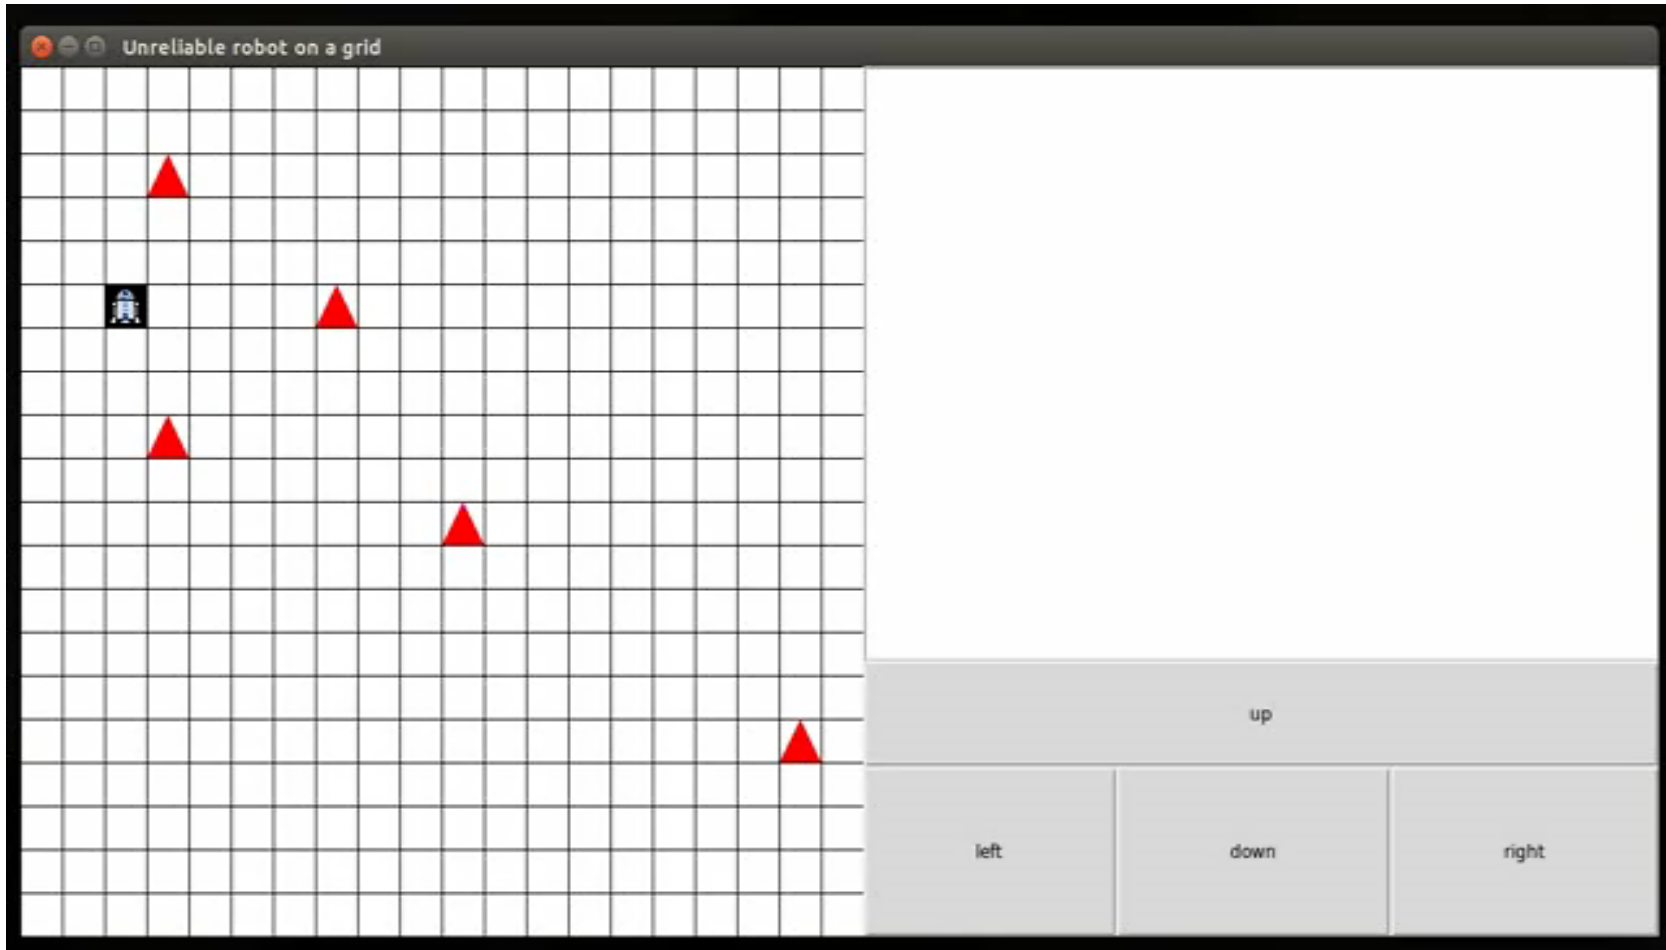 Unreliable robot on a grid
up
left
down
right